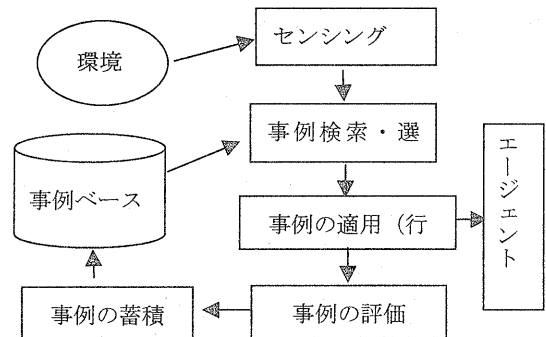 環境
センシング
事例検索・選
事例ベース
事例の適用（行
エージェント
事例の蓄積
事例の評価